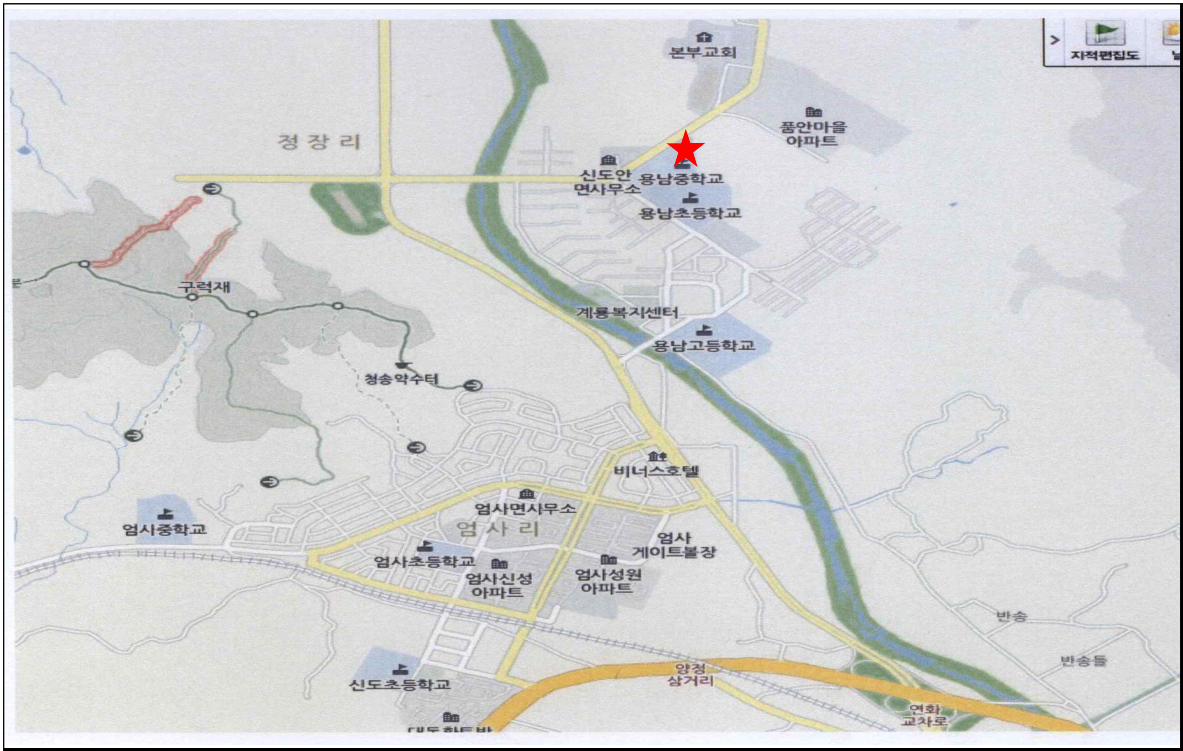 본부교회
>
지적편집도
정장리
품안마을
아파트
신도안
면사무소
용남중학교
용남초등학교
구럭재
계룡복지센터
용남고등학교
청송약수터
비너스호텔
엄사면사무소
엄사중학교
엄사리
엄사
게이트볼장
엄사초등학교
엄사신성
아파트
엄사성원
아파트
반송
반송들
신도초등학교
양정
삼거리
연화
교차로